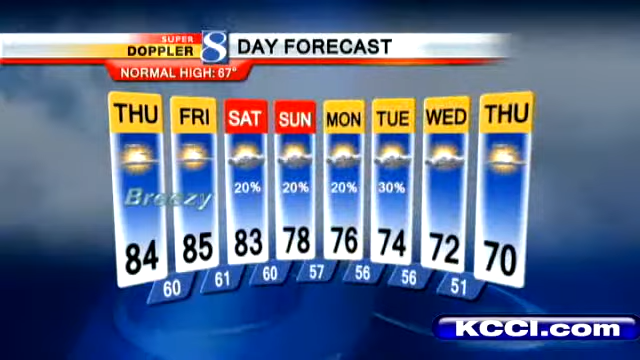 SUPER
DOPPLER 8 DAY FORECAST
NORMAL HIGH: 67°
THU FRI SAT SUN MON TUE WED THU
20% 20% 20% 30%
Breezy
84 85 83 78 76 74 72 70
60 61 60 57 56 56 51
KCCI.com